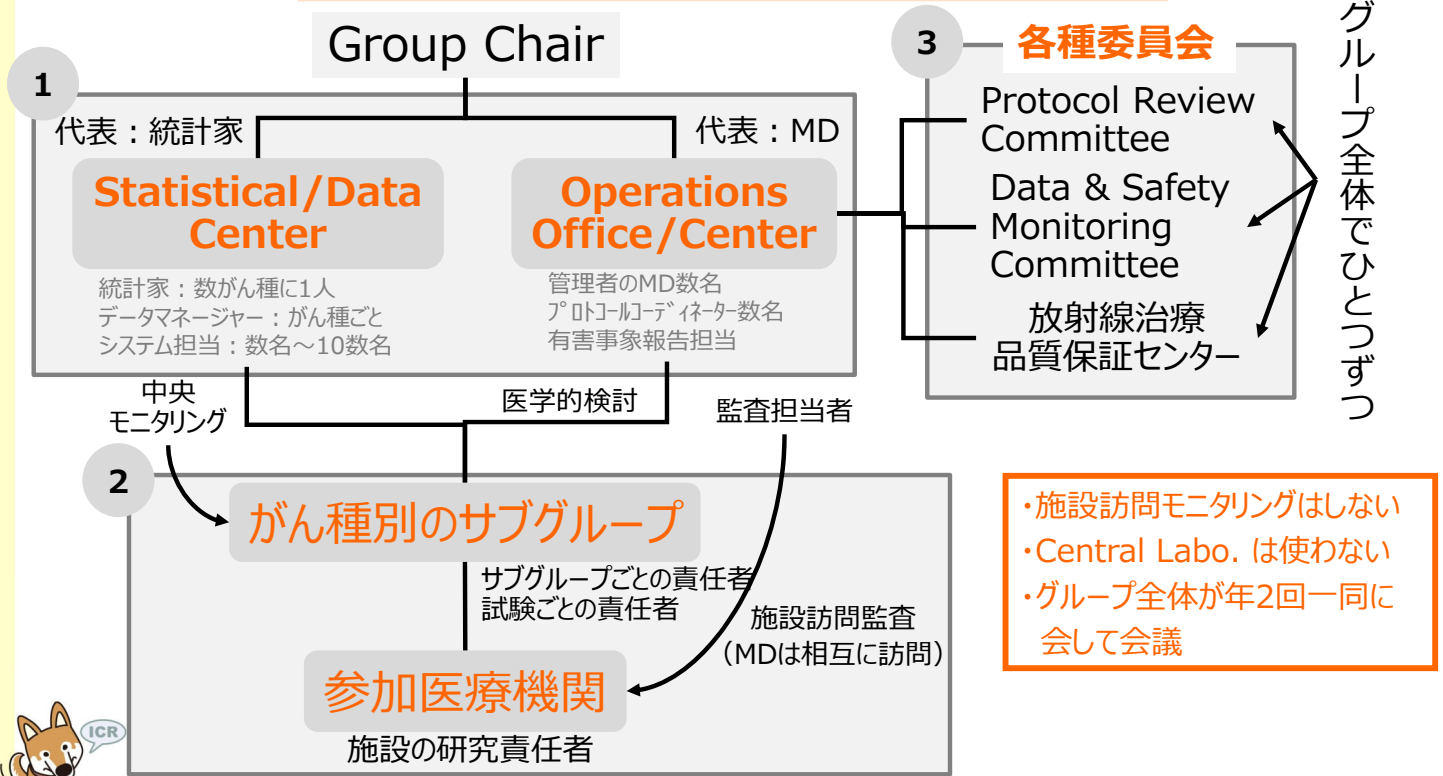 Group Chair
1
代表：統計家
代表：MD
Statistical/Data
Center
Operations
Office/Center
統計家：数がん種に1人
データマネージャー：がん種ごと
システム担当：数名～10数名
管理者のMD数名
ﾌﾟﾛﾄｺｰﾙｺｰﾃﾞｨﾈｰﾀｰ数名
有害事象報告担当
3
各種委員会
Protocol Review
Committee
Data & Safety
Monitoring
Committee
放射線治療
品質保証センター
グループ全体でひとつずつ
中央
モニタリング
医学的検討
監査担当者
2
がん種別のサブグループ
サブグループごとの責任者
試験ごとの責任者
施設訪問監査
（MDは相互に訪問）
参加医療機関
施設の研究責任者
・施設訪問モニタリングはしない
・Central Labo. は使わない
・グループ全体が年2回一同に
会して会議
ICR